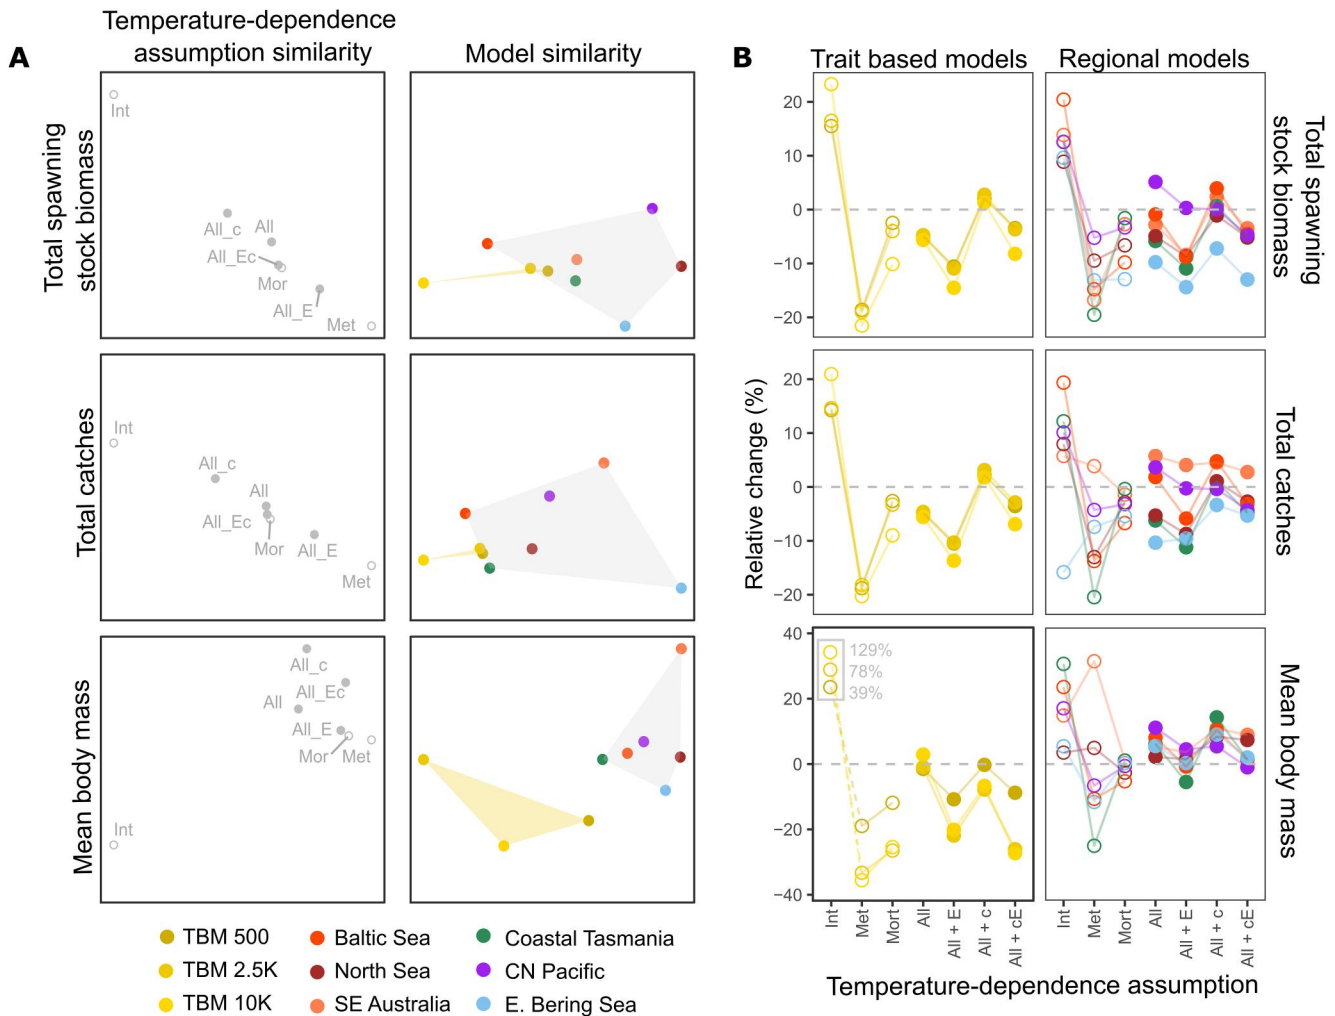 A
Temperature-dependence
assumption similarity
Model similarity
Total spawning
stock biomass
Int
All_c
All
All_Ec
Mor
All_E
Met
Total catches
Int
All_c
All
All_Ec
Mor
All_E
Met
Mean body mass
All_c
All_Ec
All
All_E
Mor
Met
Int
TBM 500
Baltic Sea
Coastal Tasmania
TBM 2.5K
North Sea
CN Pacific
TBM 10K
SE Australia
E. Bering Sea
B
Trait based models
Regional models
20
10
0
−10
−20
Total spawning
stock biomass
Relative change (%)
20
10
0
−10
−20
Total catches
40
20
0
−20
−40
129%
78%
39%
Mean body mass
Int
Met
Mort
All
All + E
All + c
All + cE
Int
Met
Mort
All
All + E
All + c
All + cE
Temperature-dependence assumption